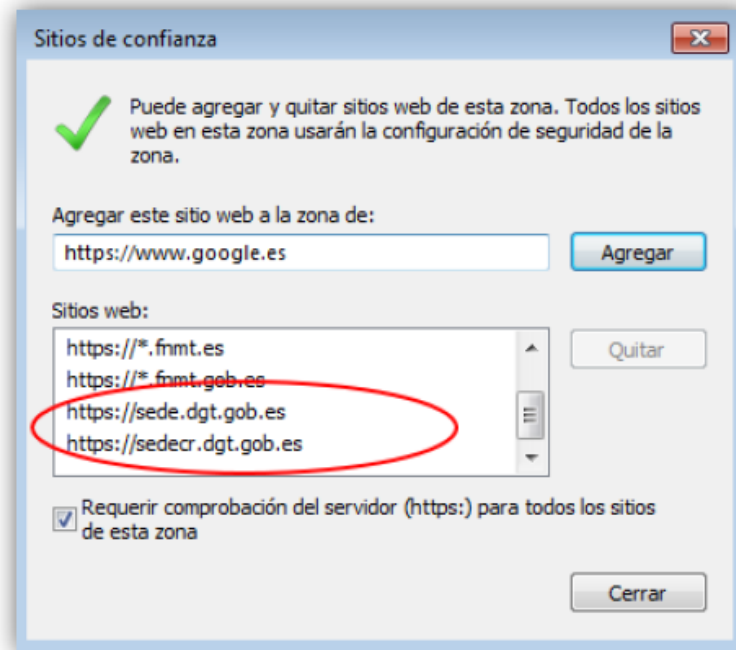 Sitios de confianza
Puede agregar y quitar sitios web de esta zona. Todos los sitios
web en esta zona usarán la configuración de seguridad de la
zona.
Agregar este sitio web a la zona de:
https://www.google.es
Agregar
Sitios web:
https://*.fnmt.es
Quitar
https://*.fnmt.gob.es
https://sede.dgt.gob.es
https://sedecr.dgt.gob.es
Requerir comprobación del servidor (https:) para todos los sitios
de esta zona
Cerrar